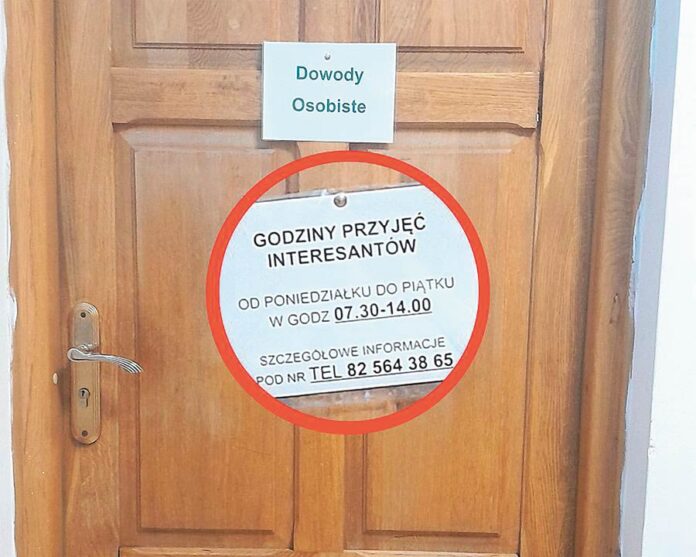 Dowody
Osobiste
GODZINY PRZYJĘĆ
INTERESANTÓW
OD PONIEDZIAŁKU DO PIĄTKU
W GODZ 07.30-14.00
SZCZEGÓŁOWE INFORMACJE
POD NR TEL 82 564 38 65